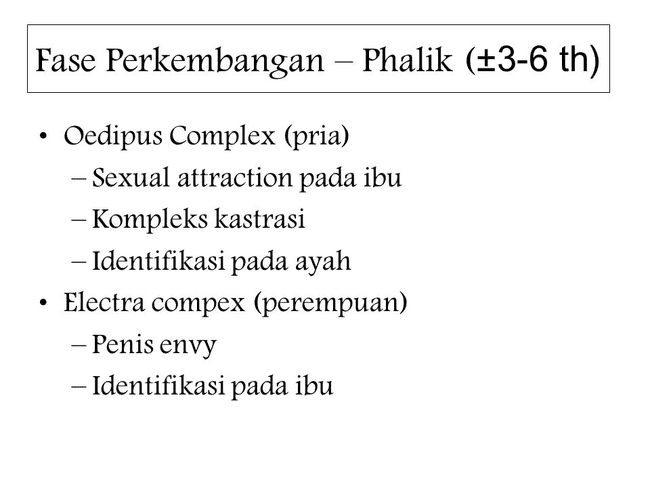 Fase Perkembangan – Phalik (±3-6 th)
• Oedipus Complex (pria)
– Sexual attraction pada ibu
– Kompleks kastrasi
– Identifikasi pada ayah
• Electra compex (perempuan)
– Penis envy
– Identifikasi pada ibu